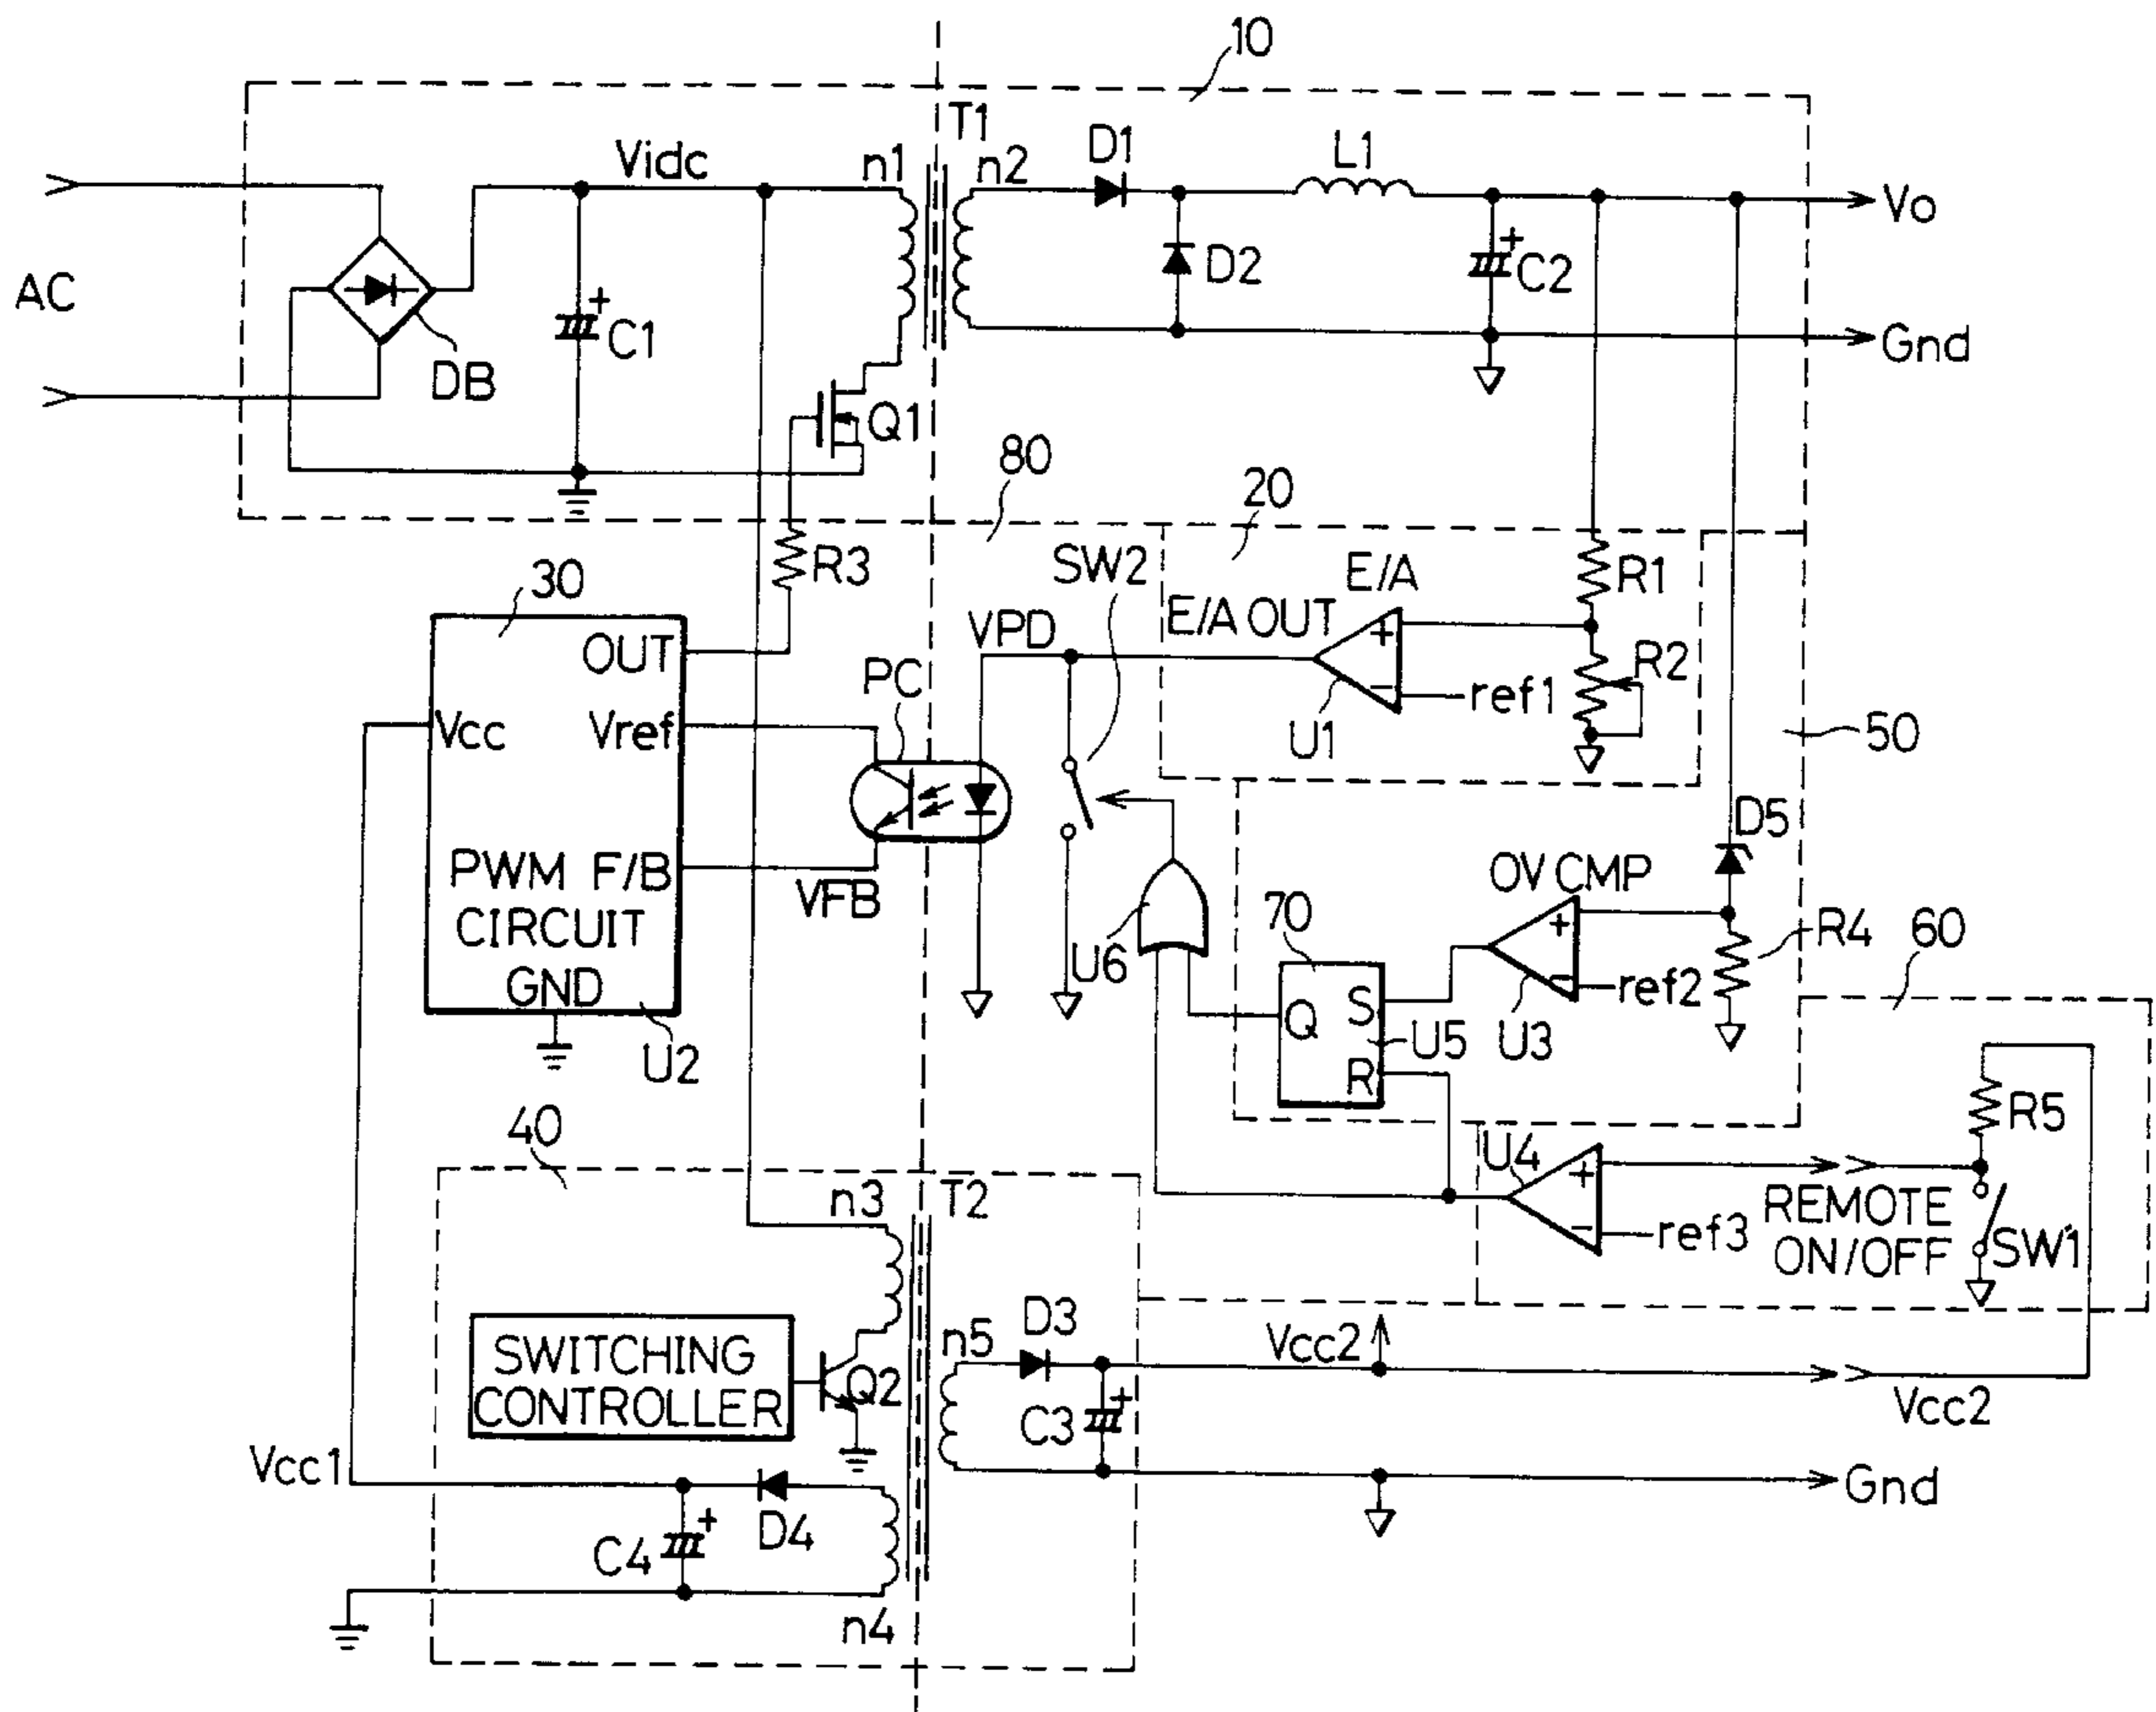 10
T1
Vidc
n1
n2
D1
L1
Vo
D2
+
C2
AC
+
C1
DB
Gnd
Q1
80
20
R3
SW2
E/A
R1
30
OUT
VPD
E/A OUT
+
R2
PC
−
ref1
Vcc
Vref
U1
50
D5
PWM
F/B
VFB
OV CMP
CIRCUIT
70
+
R4
60
U6
GND
Q
S
U5
−
ref2
U3
U2
R
R5
40
U4
n3
T2
+
REMOTE
ON/OFF
−
ref3
SW1
D3
n5
Vcc2
SWITCHING
CONTROLLER
Q2
+
C3
Vcc2
Vcc1
Gnd
+
D4
C4
n4